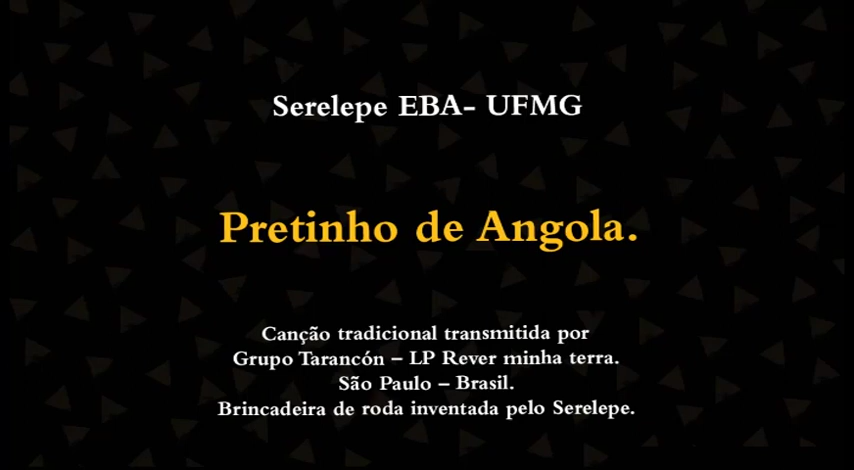 Serelepe EBA- UFMG
Pretinho de Angola.
Canção tradicional transmitida por
Grupo Tarancón – LP Rever minha terra.
São Paulo – Brasil.
Brincadeira de roda inventada pelo Serelepe.